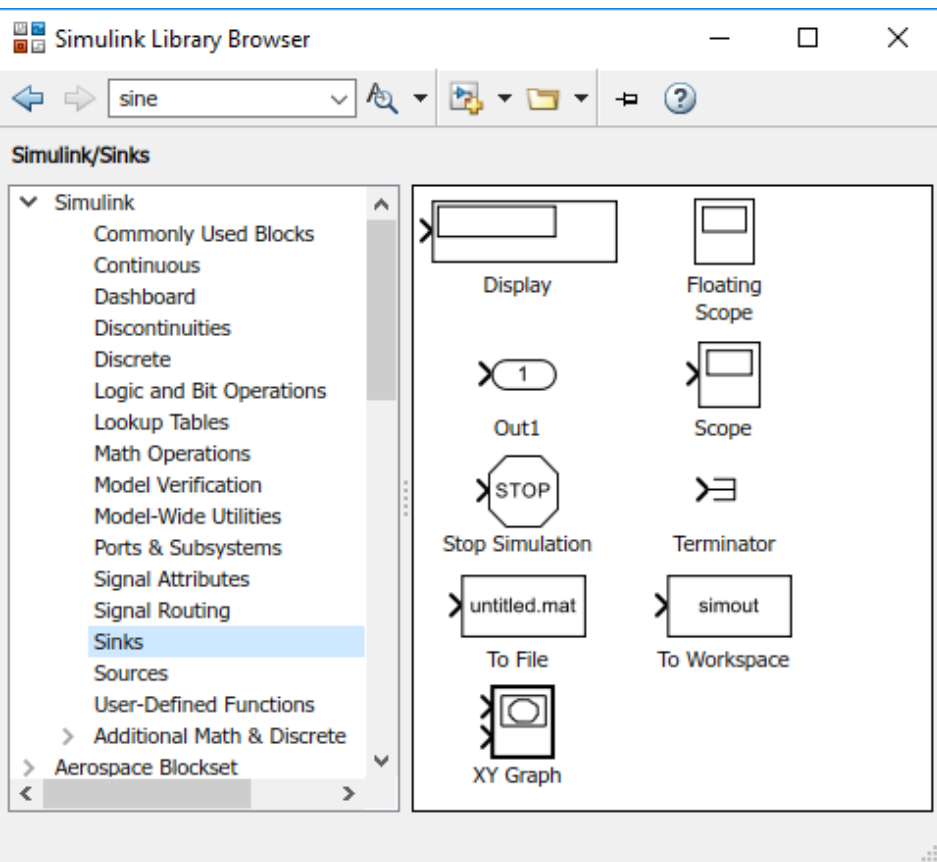 Simulink Library Browser
sine
Simulink/Sinks
Simulink
Commonly Used Blocks
Continuous
Dashboard
Discontinuities
Discrete
Logic and Bit Operations
Lookup Tables
Math Operations
Model Verification
Model-Wide Utilities
Ports & Subsystems
Signal Attributes
Signal Routing
Sinks
Sources
User-Defined Functions
Additional Math & Discrete
Aerospace Blockset
Display
Floating
Scope
1
Out1
Scope
STOP
Stop Simulation
Terminator
untitled.mat
To File
simout
To Workspace
XY Graph